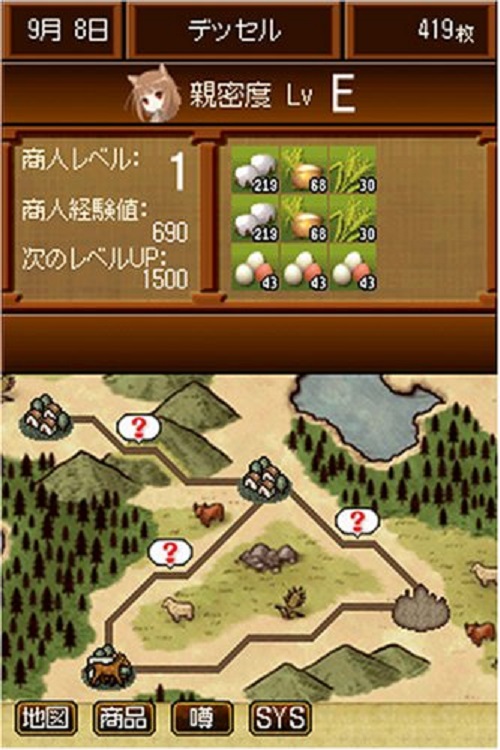 9月 8日 デッセル 419枚
親密度 Lv E
商人レベル: 1
商人経験値:
690
次のレベルUP:
1500
219 68 30
219 68 30
43 43 43
?
?
?
地図 商品 噂 SYS